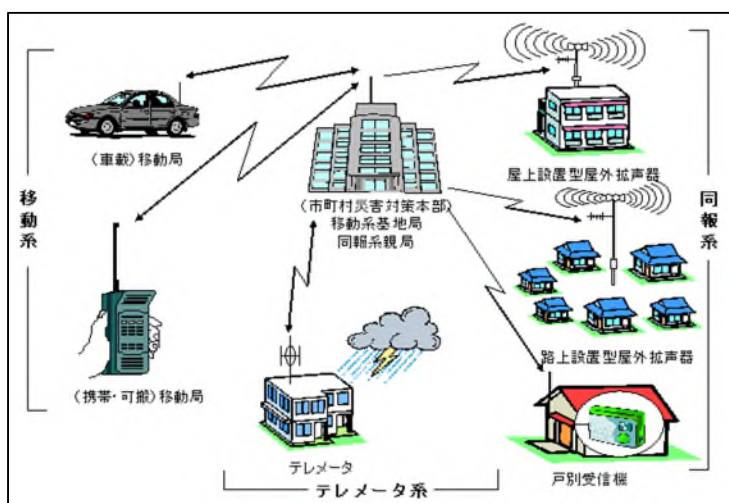 移動系
(車載)移動局
(携帯・可搬)移動局
(市町村災害対策本部)
移動系基地局
同報系親局
テレメータ
テレメータ系
屋上設置型屋外拡声器
路上設置型屋外拡声器
戸別受信機
同報系